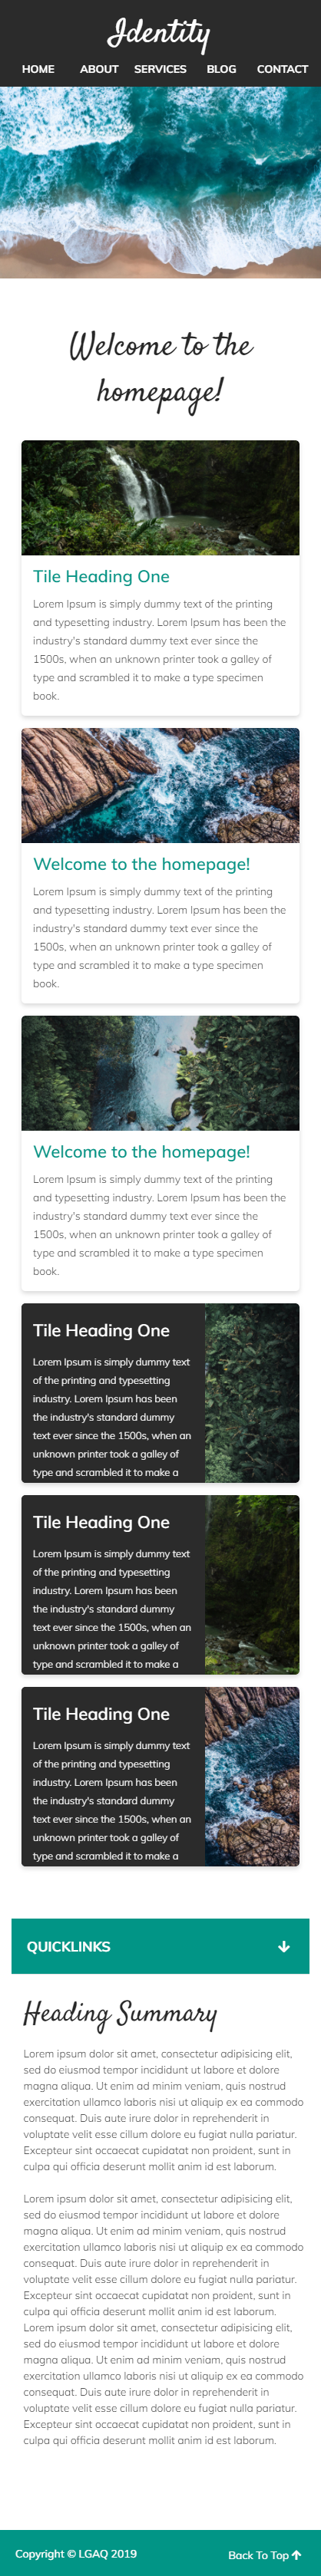 Identity
HOME ABOUT SERVICES BLOG CONTACT
Welcome to the
homepage!
Tile Heading One
Lorem Ipsum is simply dummy text of the printing
and typesetting industry. Lorem Ipsum has been the
industry's standard dummy text ever since the
1500s, when an unknown printer took a galley of
type and scrambled it to make a type specimen
book.
Welcome to the homepage!
Lorem Ipsum is simply dummy text of the printing
and typesetting industry. Lorem Ipsum has been the
industry's standard dummy text ever since the
1500s, when an unknown printer took a galley of
type and scrambled it to make a type specimen
book.
Welcome to the homepage!
Lorem Ipsum is simply dummy text of the printing
and typesetting industry. Lorem Ipsum has been the
industry's standard dummy text ever since the
1500s, when an unknown printer took a galley of
type and scrambled it to make a type specimen
book.
Tile Heading One
Lorem Ipsum is simply dummy text
of the printing and typesetting
industry. Lorem Ipsum has been
the industry's standard dummy
text ever since the 1500s, when an
unknown printer took a galley of
type and scrambled it to make a
Tile Heading One
Lorem Ipsum is simply dummy text
of the printing and typesetting
industry. Lorem Ipsum has been
the industry's standard dummy
text ever since the 1500s, when an
unknown printer took a galley of
type and scrambled it to make a
Tile Heading One
Lorem Ipsum is simply dummy text
of the printing and typesetting
industry. Lorem Ipsum has been
the industry's standard dummy
text ever since the 1500s, when an
unknown printer took a galley of
type and scrambled it to make a
QUICKLINKS
Heading Summary
Lorem ipsum dolor sit amet, consectetur adipisicing elit,
sed do eiusmod tempor incididunt ut labore et dolore
magna aliqua. Ut enim ad minim veniam, quis nostrud
exercitation ullamco laboris nisi ut aliquip ex ea commodo
consequat. Duis aute irure dolor in reprehenderit in
voluptate velit esse cillum dolore eu fugiat nulla pariatur.
Excepteur sint occaecat cupidatat non proident, sunt in
culpa qui officia deserunt mollit anim id est laborum.
Lorem ipsum dolor sit amet, consectetur adipisicing elit,
sed do eiusmod tempor incididunt ut labore et dolore
magna aliqua. Ut enim ad minim veniam, quis nostrud
exercitation ullamco laboris nisi ut aliquip ex ea commodo
consequat. Duis aute irure dolor in reprehenderit in
voluptate velit esse cillum dolore eu fugiat nulla pariatur.
Excepteur sint occaecat cupidatat non proident, sunt in
culpa qui officia deserunt mollit anim id est laborum.
Lorem ipsum dolor sit amet, consectetur adipisicing elit,
sed do eiusmod tempor incididunt ut labore et dolore
magna aliqua. Ut enim ad minim veniam, quis nostrud
exercitation ullamco laboris nisi ut aliquip ex ea commodo
consequat. Duis aute irure dolor in reprehenderit in
voluptate velit esse cillum dolore eu fugiat nulla pariatur.
Excepteur sint occaecat cupidatat non proident, sunt in
culpa qui officia deserunt mollit anim id est laborum.
Copyright © LGAQ 2019 Back To Top